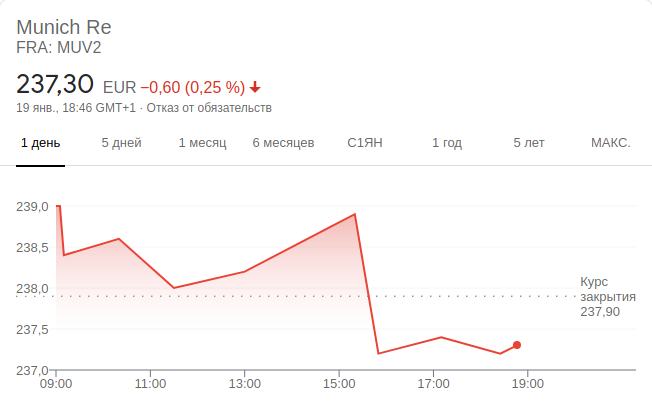 Munich Re
FRA: MUV2
237,30 EUR −0,60 (0,25 %)
19 янв., 18:46 GMT+1 · Отказ от обязательств
1 день 5 дней 1 месяц 6 месяцев С1ЯН 1 год 5 лет МАКС.
239,0
238,5
238,0
237,5
237,0
Курс
закрытия
237,90
09:00 11:00 13:00 15:00 17:00 19:00